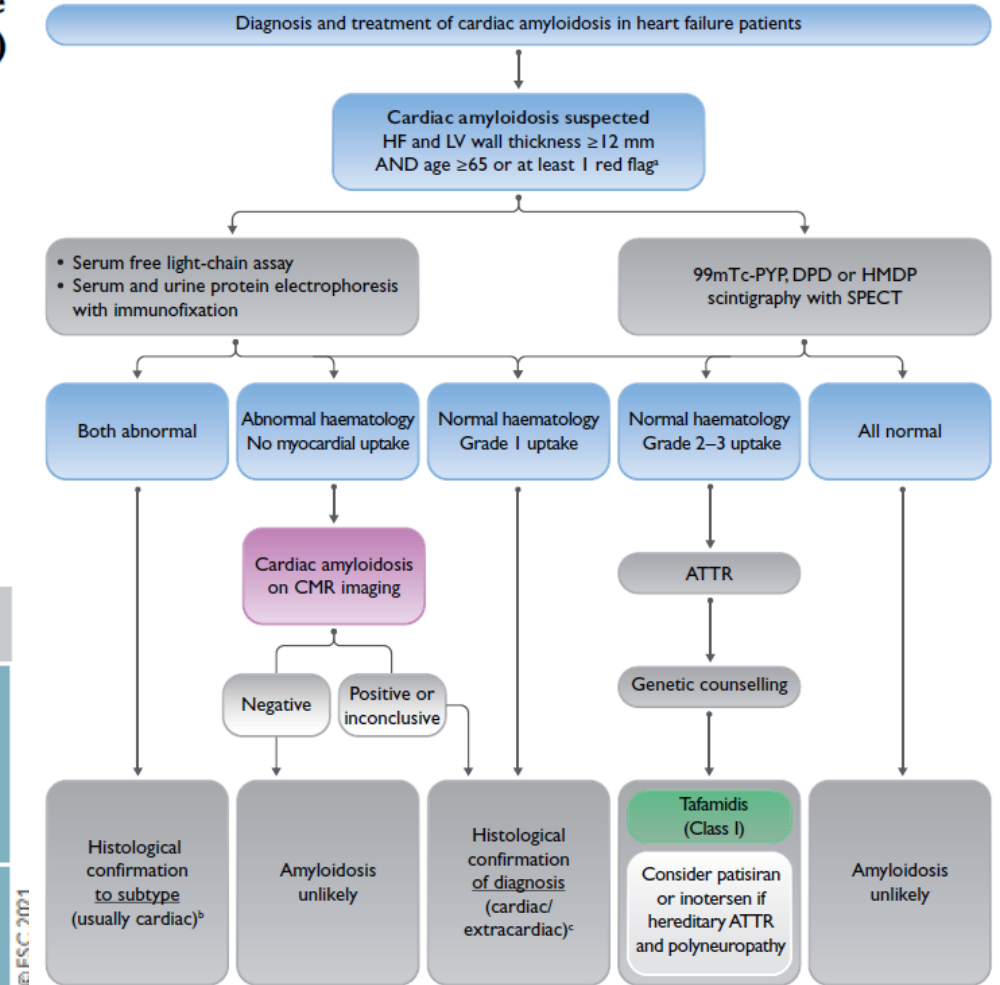 e
)
Diagnosis and treatment of cardiac amyloidosis in heart failure patients
Cardiac amyloidosis suspected
HF and LV wall thickness ≥12 mm
AND age ≥65 or at least 1 red flagᵃ
• Serum free light-chain assay
• Serum and urine protein electrophoresis
with immunofixation
99mTc-PYP, DPD or HMDP
scintigraphy with SPECT
Both abnormal
Abnormal haematology
No myocardial uptake
Normal haematology
Grade 1 uptake
Normal haematology
Grade 2–3 uptake
All normal
Cardiac amyloidosis
on CMR imaging
ATTR
Negative
Positive or
inconclusive
Genetic counselling
Histological
confirmation
to subtype
(usually cardiac)ᵇ
Amyloidosis
unlikely
Histological
confirmation
of diagnosis
(cardiac/
extracardiac)ᶜ
Tafamidis
(Class I)
Consider patisiran
or inotersen if
hereditary ATTR
and polyneuropathy
Amyloidosis
unlikely
© ESC 2021